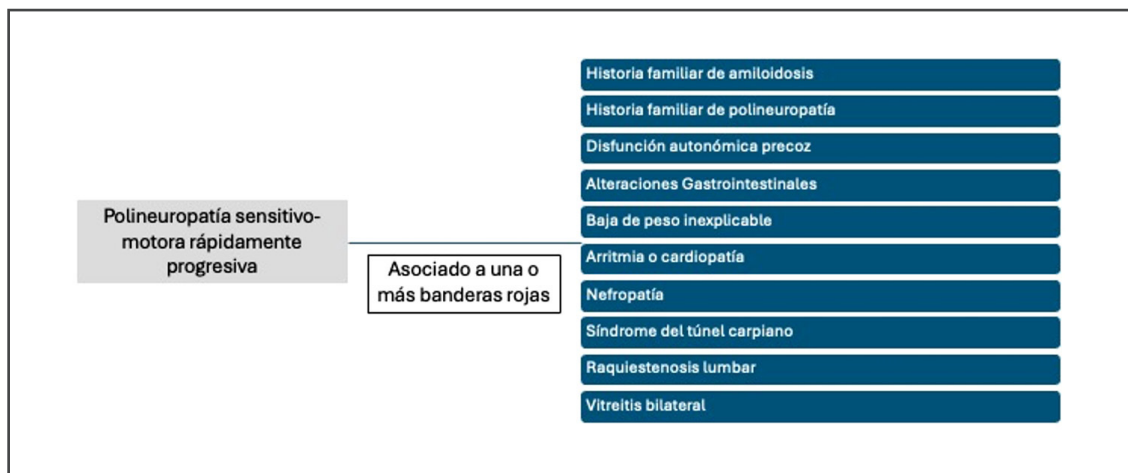 Polineuropatía sensitivo-
motora rápidamente
progresiva
Asociado a una o
más banderas rojas
Historia familiar de amiloidosis
Historia familiar de polineuropatía
Disfunción autonómica precoz
Alteraciones Gastrointestinales
Baja de peso inexplicable
Arritmia o cardiopatía
Nefropatía
Síndrome del túnel carpiano
Raquiestenosis lumbar
Vitreitis bilateral